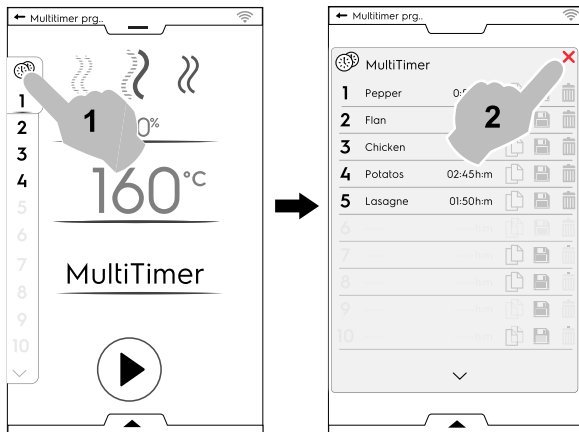 Multitimer prg..
1
2
3
4
5
6
7
8
9
10
1
%
160°C
MultiTimer
Multitimer prg..
MultiTimer
2
1 Pepper
2 Flan
3 Chicken
4 Potatos 02:45h:m
5 Lasagne 01:50h:m
6
7
8
9
10